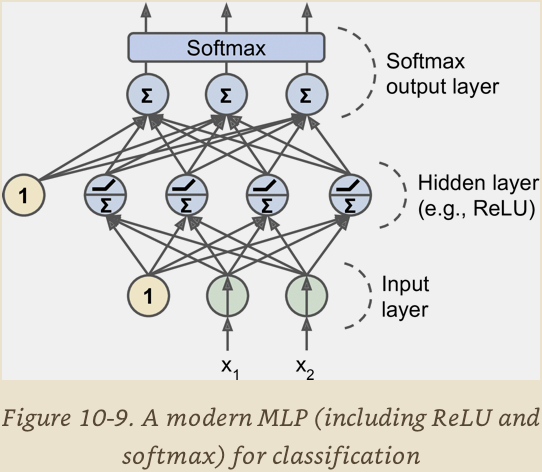 Softmax
Σ Σ Σ
Softmax
output layer
1
Σ Σ Σ Σ
Hidden layer
(e.g., ReLU)
1
Input
layer
x1 x2
Figure 10-9. A modern MLP (including ReLU and
softmax) for classification